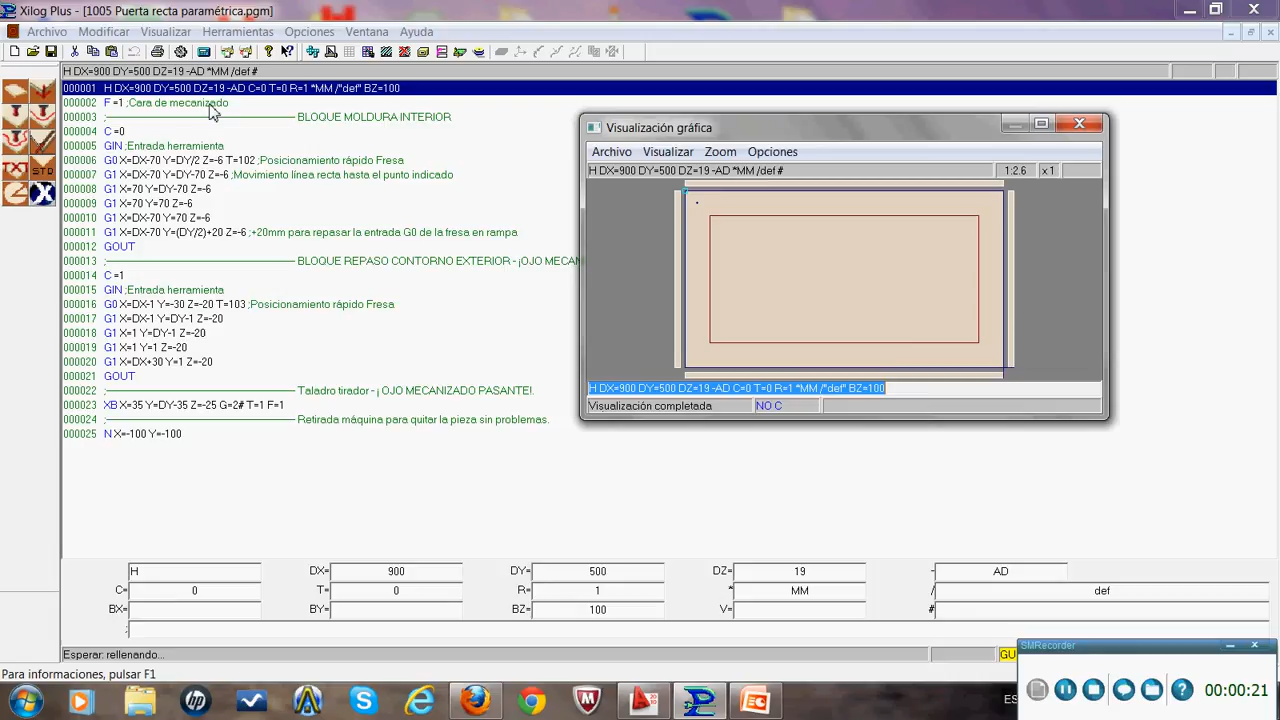 Xilog Plus - [1005 Puerta recta paramétrica.pgm]
Archivo Modificar Visualizar Herramientas Opciones Ventana Ayuda
H DX=900 DY=500 DZ=19 -AD *MM /def #
000001 H DX=900 DY=500 DZ=19 -AD C=0 T=0 R=1 *MM /"def" BZ=100
000002 F =1 ;Cara de mecanizado
000003 ;———————————— BLOQUE MOLDURA INTERIOR
000004 C =0
000005 GIN ;Entrada herramienta
000006 G0 X=DX-70 Y=DY/2 Z=-6 T=102 ;Posicionamiento rápido Fresa
000007 G1 X=DX-70 Y=DY-70 Z=-6 ;Movimiento línea recta hasta el punto indicado
000008 G1 X=70 Y=DY-70 Z=-6
000009 G1 X=70 Y=70 Z=-6
000010 G1 X=DX-70 Y=70 Z=-6
000011 G1 X=DX-70 Y=(DY/2)+20 Z=-6 ;+20mm para repasar la entrada G0 de la fresa en rampa
000012 GOUT
000013 ;———————————— BLOQUE REPASO CONTORNO EXTERIOR - ¡OJO MECAN
000014 C =1
000015 GIN ;Entrada herramienta
000016 G0 X=DX-1 Y=-30 Z=-20 T=103 ;Posicionamiento rápido Fresa
000017 G1 X=DX-1 Y=DY-1 Z=-20
000018 G1 X=1 Y=DY-1 Z=-20
000019 G1 X=1 Y=1 Z=-20
000020 G1 X=DX+30 Y=1 Z=-20
000021 GOUT
000022 ;———————————— Taladro tirador - ¡ OJO MECANIZADO PASANTE!.
000023 XB X=35 Y=DY-35 Z=-25 G=2# T=1 F=1
000024 ;———————————— Retirada máquina para quitar la pieza sin problemas.
000025 N X=-100 Y=-100
Visualización gráfica
Archivo Visualizar Zoom Opciones
H DX=900 DY=500 DZ=19 -AD *MM /def # 1:2.6 x 1
H DX=900 DY=500 DZ=19 -AD C=0 T=0 R=1 *MM /"def" BZ=100
Visualización completada NO C
TXT STD
H DX= 900 DY= 500 DZ= 19 - AD
C= 0 T= 0 R= 1 * MM / def
BX= BY= BZ= 100 V= #
;
Esperar: rellenando... GU
Para informaciones, pulsar F1
SMRecorder
00:00:21
ES